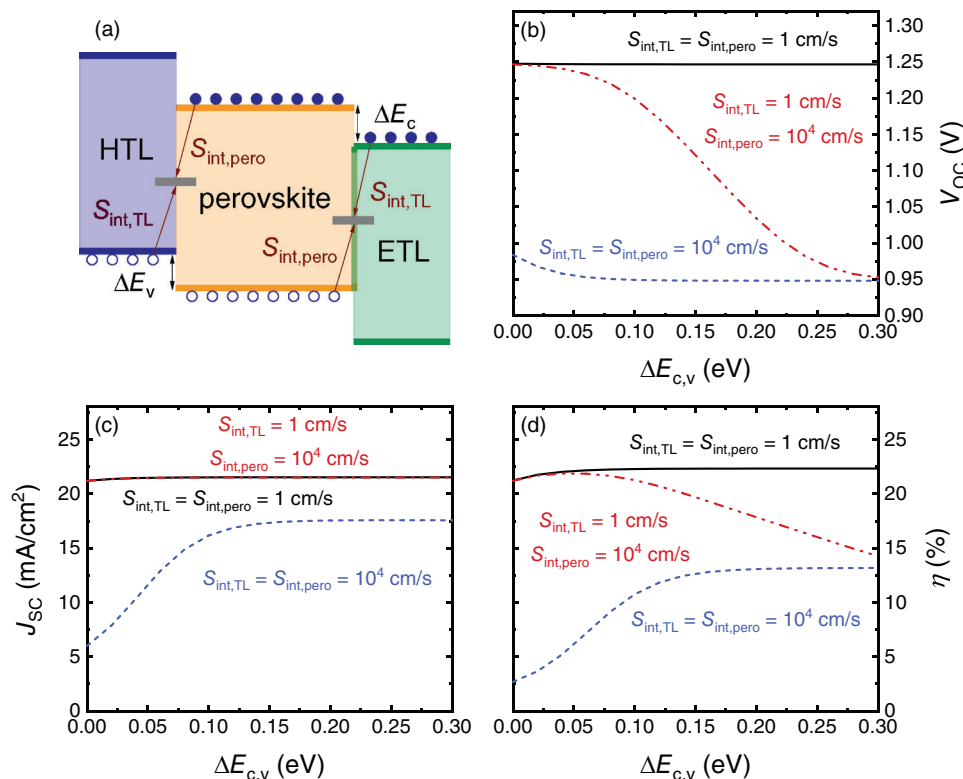 (a)
HTL
S_int,pero
ΔE_c
S_int,TL
perovskite
S_int,TL
S_int,pero
ETL
ΔE_v
(b)
S_int,TL = S_int,pero = 1 cm/s
S_int,TL = 1 cm/s
S_int,pero = 10^4 cm/s
S_int,TL = S_int,pero = 10^4 cm/s
1.30
1.25
1.20
1.15
1.10
1.05
1.00
0.95
0.90
V_OC (V)
0.00 0.05 0.10 0.15 0.20 0.25 0.30
ΔE_c,v (eV)
(c)
S_int,TL = 1 cm/s
S_int,pero = 10^4 cm/s
S_int,TL = S_int,pero = 1 cm/s
S_int,TL = S_int,pero = 10^4 cm/s
25
20
15
10
5
0
J_SC (mA/cm^2)
0.00 0.05 0.10 0.15 0.20 0.25 0.30
ΔE_c,v (eV)
(d)
S_int,TL = S_int,pero = 1 cm/s
S_int,TL = 1 cm/s
S_int,pero = 10^4 cm/s
S_int,TL = S_int,pero = 10^4 cm/s
25
20
15
10
5
0
η (%)
0.00 0.05 0.10 0.15 0.20 0.25 0.30
ΔE_c,v (eV)